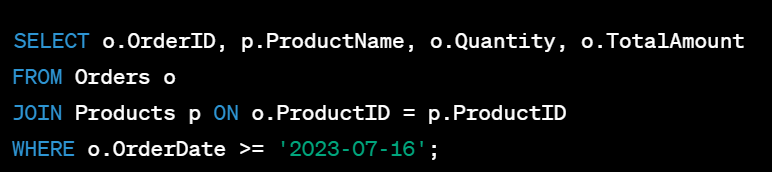 SELECT o.OrderID, p.ProductName, o.Quantity, o.TotalAmount
FROM Orders o
JOIN Products p ON o.ProductID = p.ProductID
WHERE o.OrderDate >= '2023-07-16';